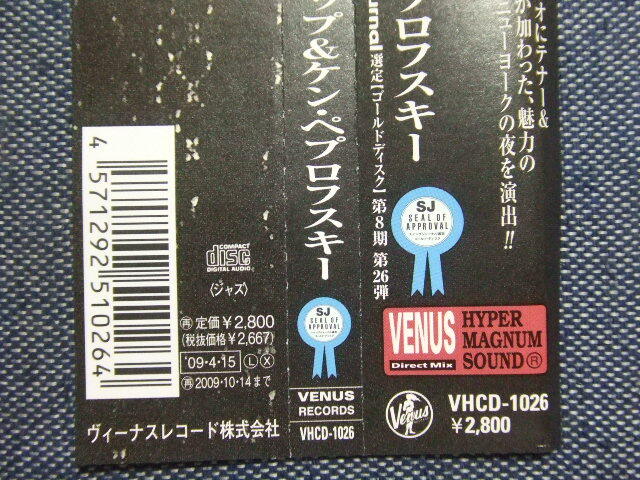 オにテナー&
が加わった、魅力の
ニューヨークの夜を演出!!
プロフスキー
rnal 選定【ゴールドディスク】第8期 第26弾
SJ
SEAL OF
APPROVAL
VENUS
Direct Mix
HYPER
MAGNUM
SOUND®
Venus
VHCD-1026
¥2,800
ップ&ケン・ペプロフスキー
SJ
SEAL OF
APPROVAL
VENUS
RECORDS
VHCD-1026
4571292510264
COMPACT
disc
DIGITAL AUDIO
〈ジャズ〉
再 定価¥2,800
(税抜価格¥2,667)
'09・4・15 L X
再 2009・10・14まで
ヴィーナスレコード株式会社